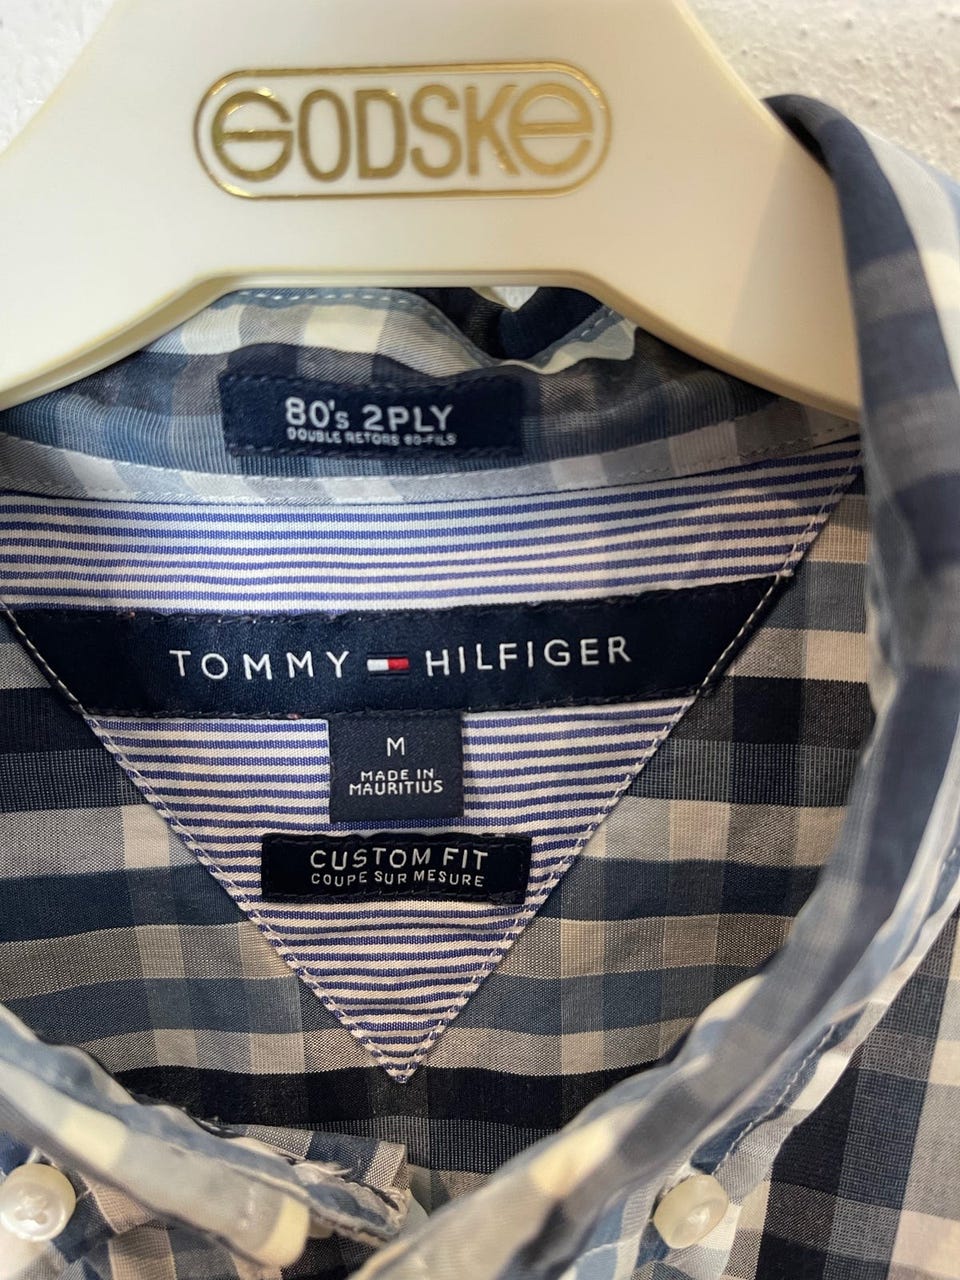 GODSKE
80's 2PLY
DOUBLE RETORS 80-FILS
TOMMY HILFIGER
M
MADE IN
MAURITIUS
CUSTOM FIT
COUPE SUR MESURE